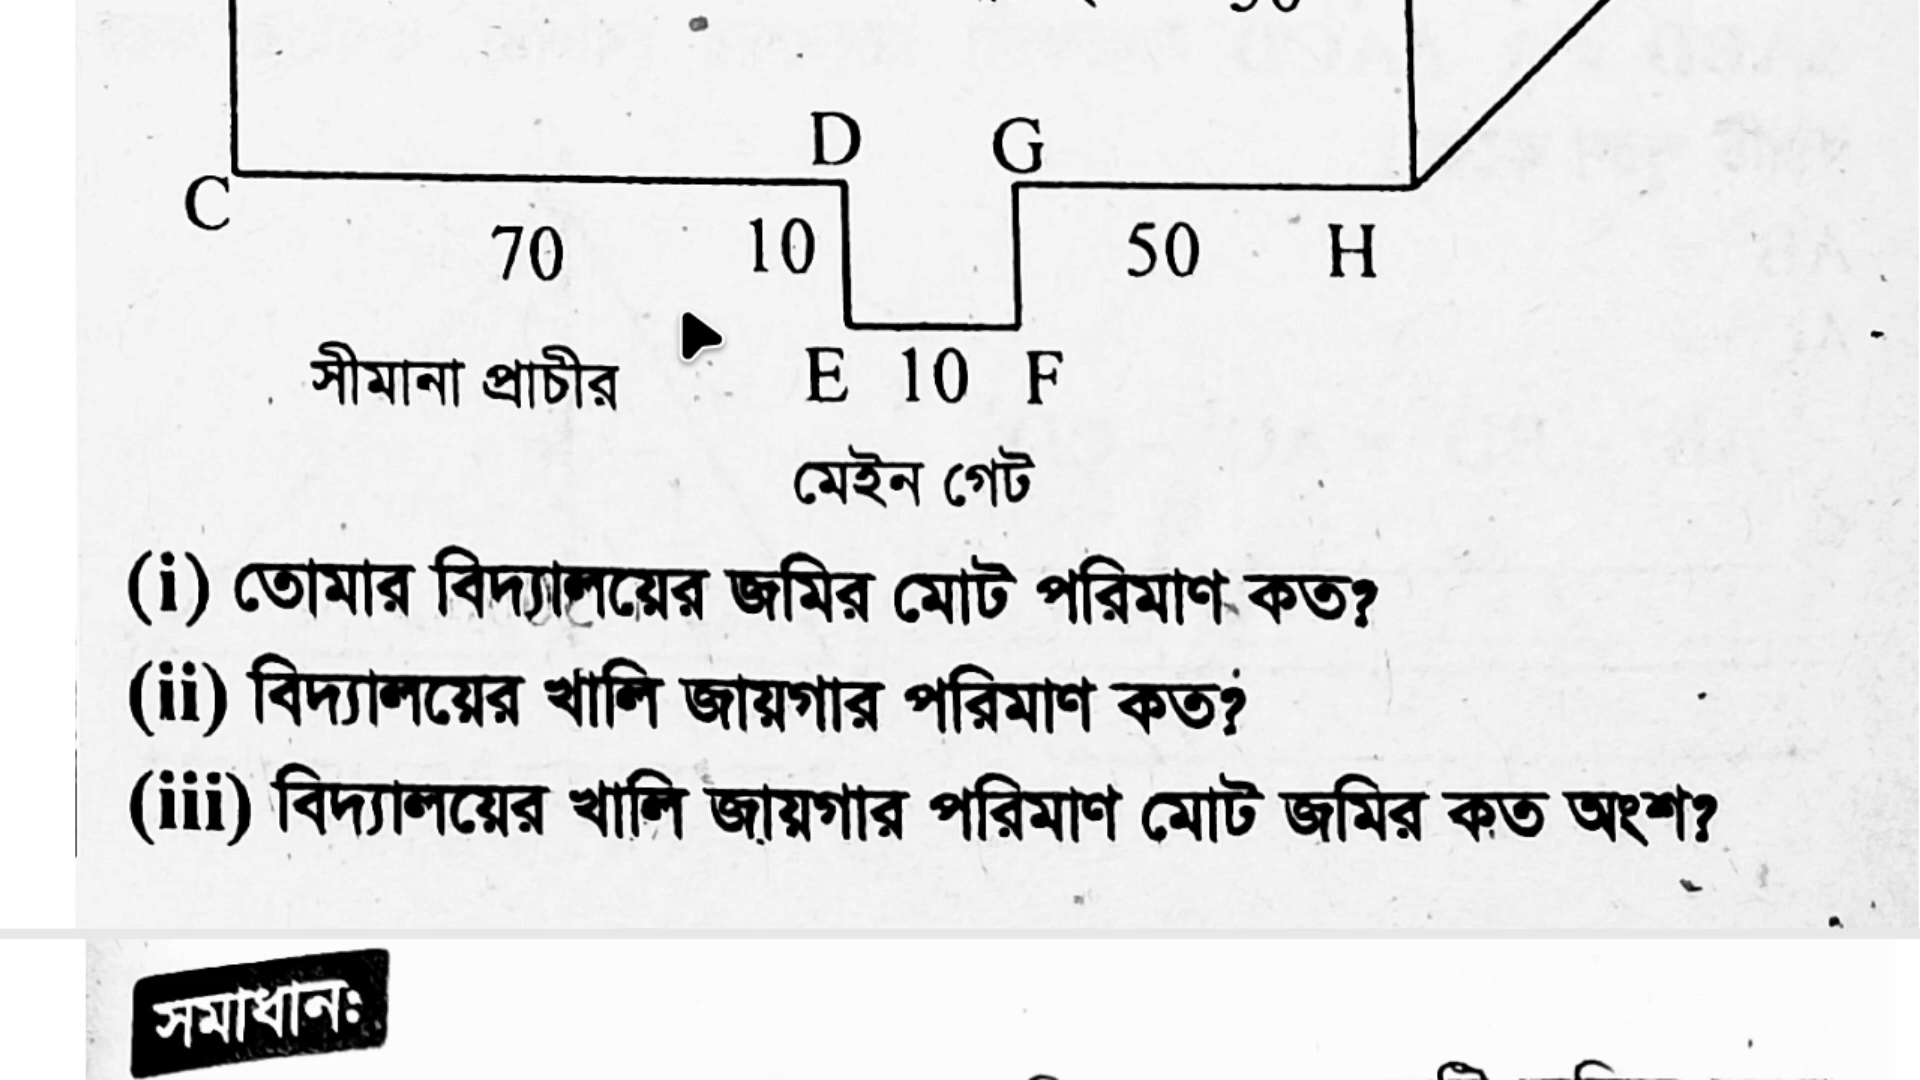 D G
C 70 10 50 H
সীমানা প্রাচীর E 10 F
মেইন গেট
(i) তোমার বিদ্যালয়ের জমির মোট পরিমাণ কত?
(ii) বিদ্যালয়ের খালি জায়গার পরিমাণ কত?
(iii) বিদ্যালয়ের খালি জায়গার পরিমাণ মোট জমির কত অংশ?
সমাধানঃ